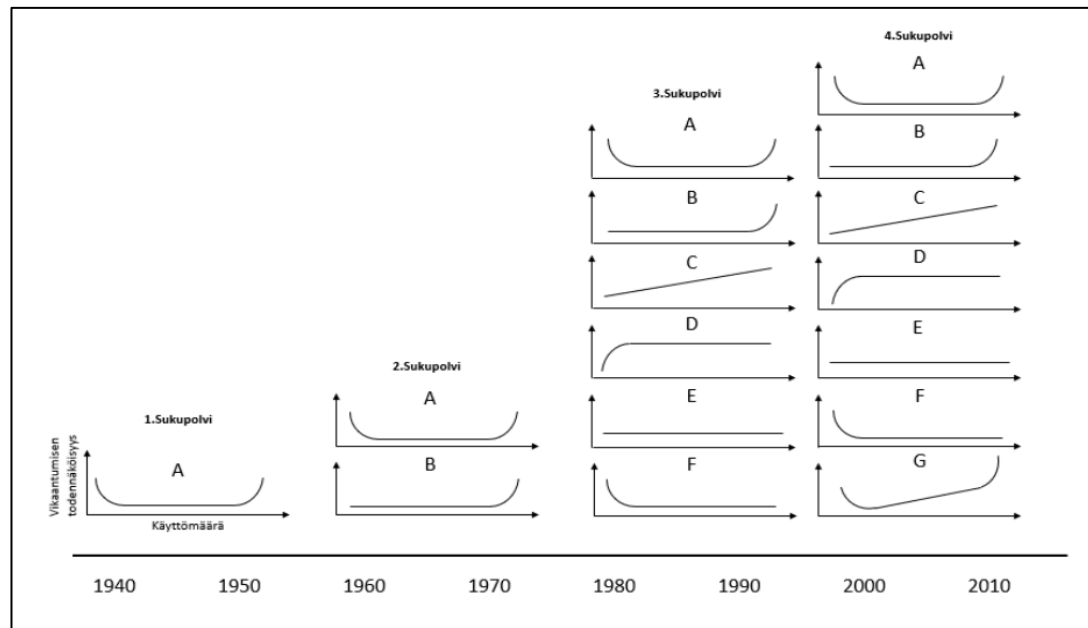 4.Sukupolvi
A
B
C
D
E
F
G
3.Sukupolvi
A
B
C
D
E
F
2.Sukupolvi
A
B
1.Sukupolvi
A
Vikaantumisen
todennäköisyys
Käyttömäärä
1940 1950 1960 1970 1980 1990 2000 2010